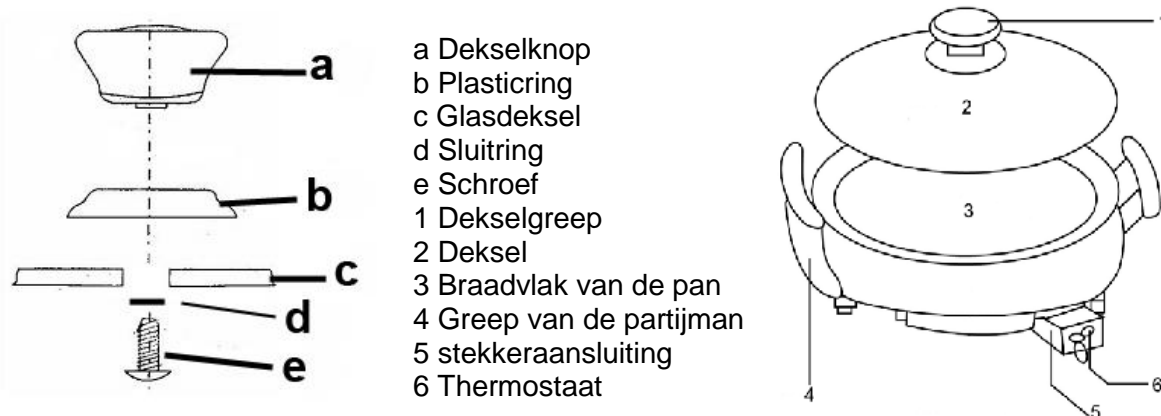 a
b
c
d
e
a Dekselknop
b Plasticring
c Glasdeksel
d Sluitring
e Schroef
1 Dekselgreep
2 Deksel
3 Braadvlak van de pan
4 Greep van de partijman
5 stekkeraansluiting
6 Thermostaat
2
3
4
5
6